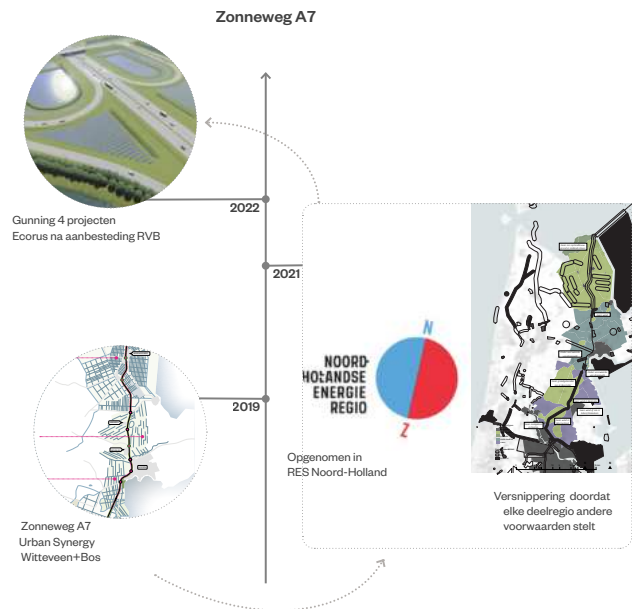 Zonneweg A7
2022
Gunning 4 projecten
Ecorus na aanbesteding RVB
2021
N
NOORD-
HOLLANDSE
ENERGIE
REGIO
Z
2019
Opgenomen in
RES Noord-Holland
Versnippering doordat
elke deelregio andere
voorwaarden stelt
Zonneweg A7
Urban Synergy
Witteveen+Bos